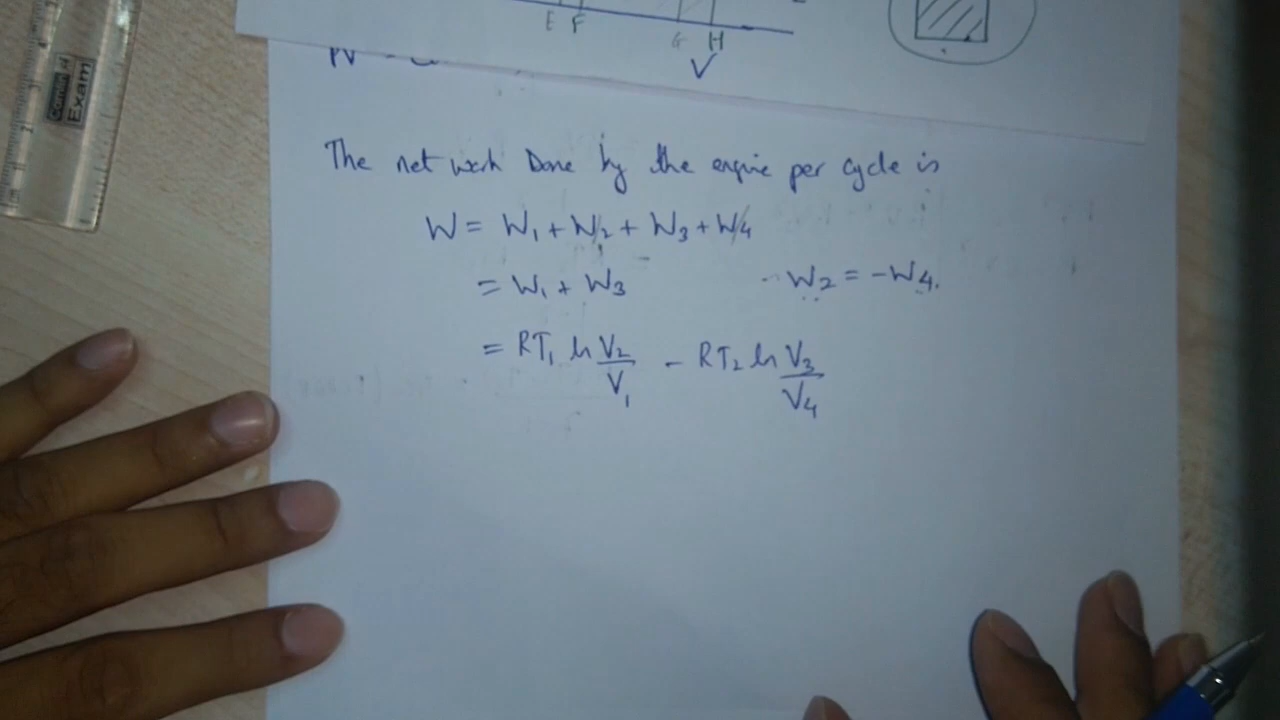 E F G H
V
Exam
The net work Done by the engine per cycle is
W = W₁ + W₂ + W₃ + W₄
= W₁ + W₃ W₂ = -W₄.
= RT₁ ln V₂/V₁ - RT₂ ln V₃/V₄